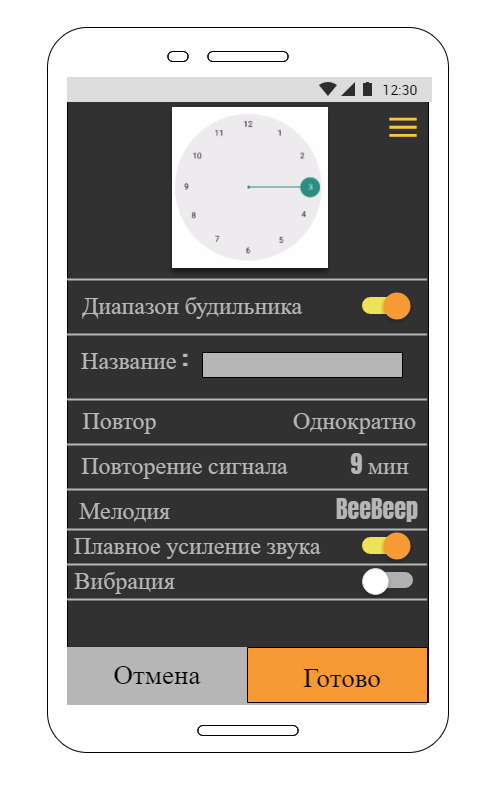 12:30
12
11 1
10 2
9 3
8 4
7 5
6
Диапазон будильника
Название :
Повтор Однократно
Повторение сигнала 9 мин
Мелодия BeeBeep
Плавное усиление звука
Вибрация
Отмена Готово